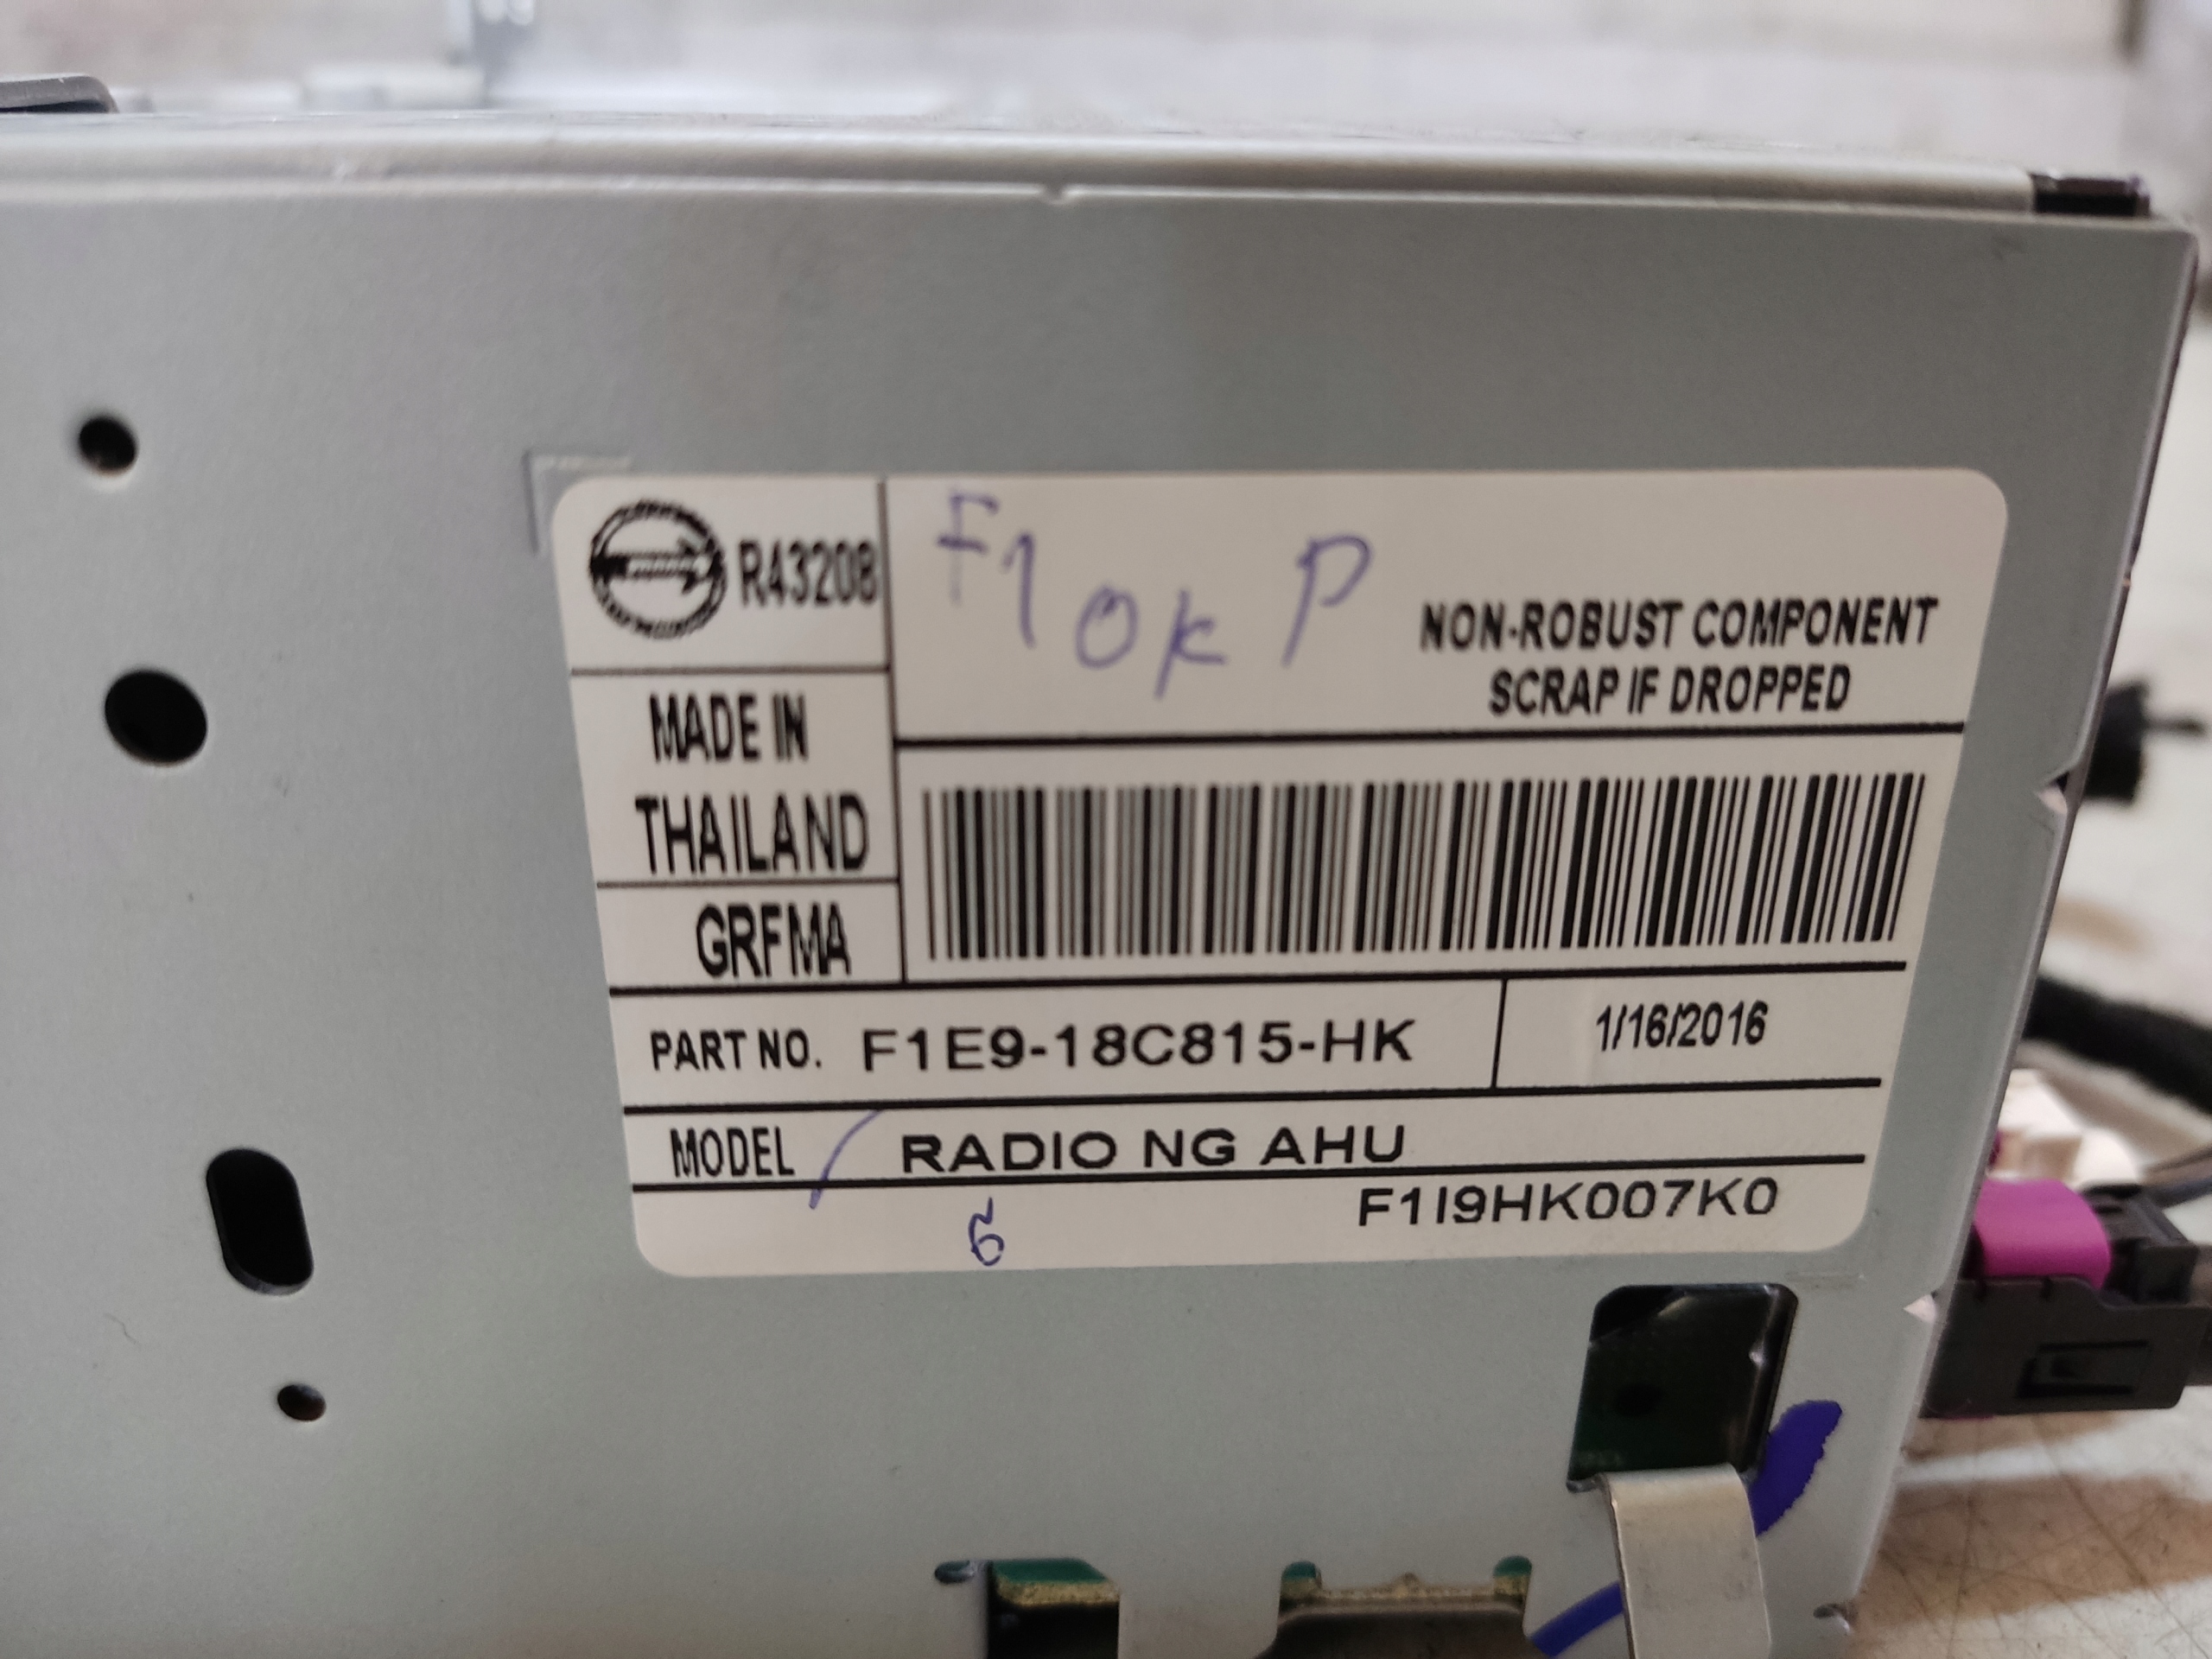 R43208
F1 ok P
NON-ROBUST COMPONENT
SCRAP IF DROPPED
MADE IN
THAILAND
GRFMA
PART NO. F1E9-18C815-HK
1/16/2016
MODEL RADIO NG AHU
F1I9HK007K0
6